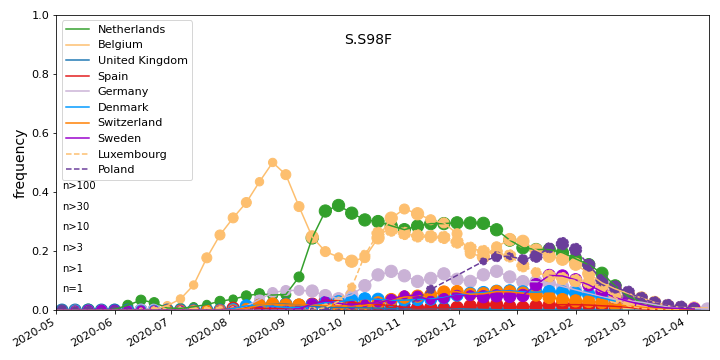 S.S98F
frequency
1.0
0.8
0.6
0.4
0.2
0.0
Netherlands
Belgium
United Kingdom
Spain
Germany
Denmark
Switzerland
Sweden
Luxembourg
Poland
n>100
n>30
n>10
n>3
n>1
n=1
2020-05
2020-06
2020-07
2020-08
2020-09
2020-10
2020-11
2020-12
2021-01
2021-02
2021-03
2021-04